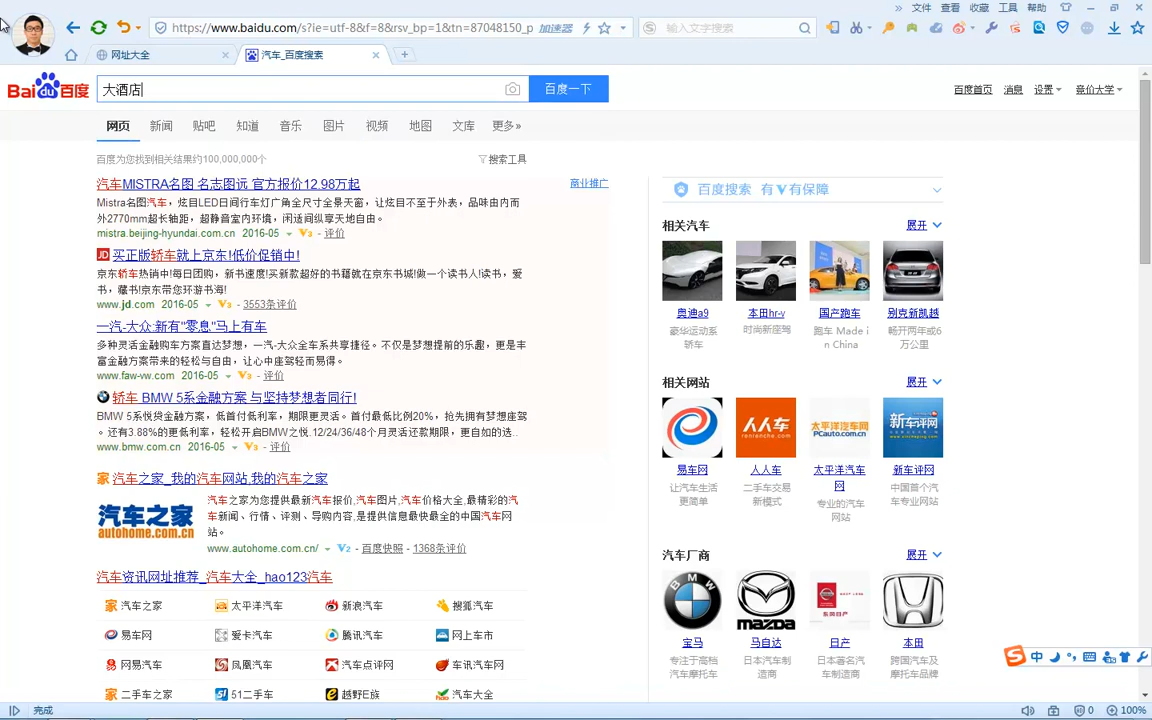 » 文件 查看 收藏 工具 帮助
https://www.baidu.com/s?ie=utf-8&f=8&rsv_bp=1&tn=87048150_p 加速器
输入文字搜索
网址大全
汽车_百度搜索
Bai du 百度
大酒店
百度一下
百度首页 消息 设置 竞价大学
网页 新闻 贴吧 知道 音乐 图片 视频 地图 文库 更多»
百度为您找到相关结果约100,000,000个
搜索工具
汽车MISTRA名图 名志图远 官方报价12.98万起
商业推广
Mistra名图汽车，炫目LED日间行车灯广角全尺寸全景天窗，让炫目不至于外表，品味由内而
外2770mm超长轴距，超静音室内环境，闲适间纵享天地自由。
mistra.beijing-hyundai.com.cn 2016-05 V3 - 评价
JD 买正版轿车就上京东!低价促销中!
京东轿车热销中!每日团购，新书速度!买新款超好的书籍就在京东书城!做一个读书人!读书，爱
书，藏书!京东带您环游书海!
www.jd.com 2016-05 V3 - 3553条评价
一汽-大众:新有"零息"马上有车
多种灵活金融购车方案直达梦想，一汽-大众全车系共享捷径。不仅是梦想提前的乐趣，更是丰
富金融方案带来的轻松与自由，让心中座驾轻而易得。
www.faw-vw.com 2016-05 V3 - 评价
轿车 BMW 5系金融方案 与坚持梦想者同行!
BMW 5系悦贷金融方案，低首付低利率，期限更灵活。首付最低比例20%，抢先拥有梦想座驾
。还有3.88%的更低利率，轻松开启BMW之悦.12/24/36/48个月灵活还款期限，更自如的选..
www.bmw.com.cn 2016-05 V3 - 评价
家 汽车之家_我的汽车网站,我的汽车之家
汽车之家
autohome.com.cn
汽车之家为您提供最新汽车报价,汽车图片,汽车价格大全,最精彩的汽
车新闻、行情、评测、导购内容,是提供信息最快最全的中国汽车网
站。
www.autohome.com.cn/ V2 - 百度快照 - 1368条评价
汽车资讯网址推荐_汽车大全_hao123汽车
家 汽车之家 太平洋汽车 新浪汽车 搜狐汽车
易车网 爱卡汽车 腾讯汽车 网上车市
网易汽车 凤凰汽车 汽车点评网 车讯汽车网
家 二手车之家 51二手车 越野E族 汽车大全
百度搜索 有V有保障
相关汽车 展开
奥迪a9 本田hr-v 国产跑车 别克新凯越
豪华运动系 时尚新座驾 跑车 Made i 畅开两年或6
轿车 n China 万公里
相关网站 展开
人人车
renrenche.com
太平洋汽车网
PCauto.com.cn
新车评网
易车网 人人车 太平洋汽车 新车评网
网
让汽车生活 二手车交易 专业的汽车 中国首个汽
更简单 新模式 网站 车专业网站
汽车厂商 展开
BMW
mazda
宝马 马自达 日产 本田
专注于高档 日本汽车制 日本著名汽 跨国汽车及
汽车摩托车 造商 车制造商 摩托车品牌
S 中
完成
0 100%